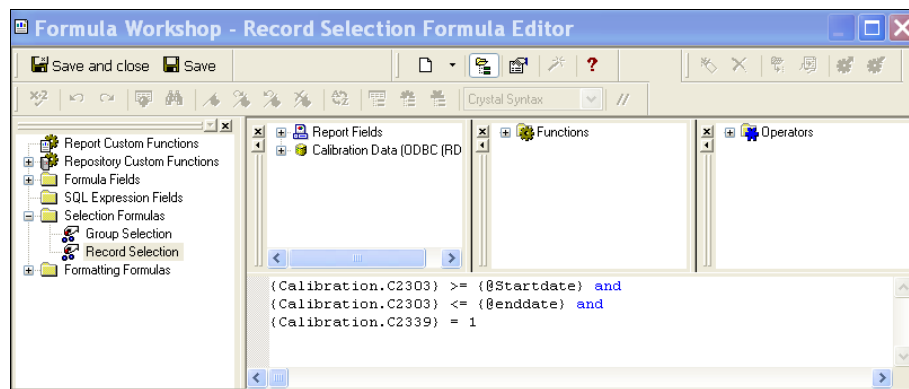 Formula Workshop - Record Selection Formula Editor
Save and close Save
?
X+2 Crystal Syntax //
Report Custom Functions
Repository Custom Functions
Formula Fields
SQL Expression Fields
Selection Formulas
Group Selection
Record Selection
Formatting Formulas
Report Fields
Calibration Data (ODBC (RD
Functions
Operators
{Calibration.C2303} >= {@Startdate} and
{Calibration.C2303} <= {@enddate} and
{Calibration.C2339} = 1